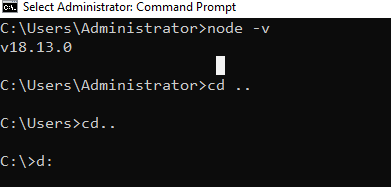 Select Administrator: Command Prompt
C:\Users\Administrator>node -v
v18.13.0
C:\Users\Administrator>cd ..
C:\Users>cd..
C:\>d: